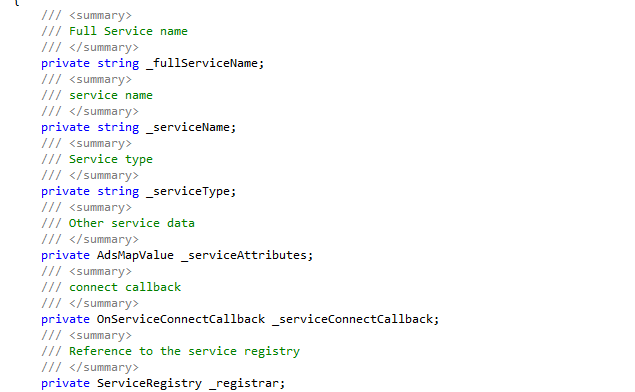 {
/// <summary>
/// Full Service name
/// </summary>
private string _fullServiceName;
/// <summary>
/// service name
/// </summary>
private string _serviceName;
/// <summary>
/// Service type
/// </summary>
private string _serviceType;
/// <summary>
/// Other service data
/// </summary>
private AdsMapValue _serviceAttributes;
/// <summary>
/// connect callback
/// </summary>
private OnServiceConnectCallback _serviceConnectCallback;
/// <summary>
/// Reference to the service registry
/// </summary>
private ServiceRegistry _registrar;